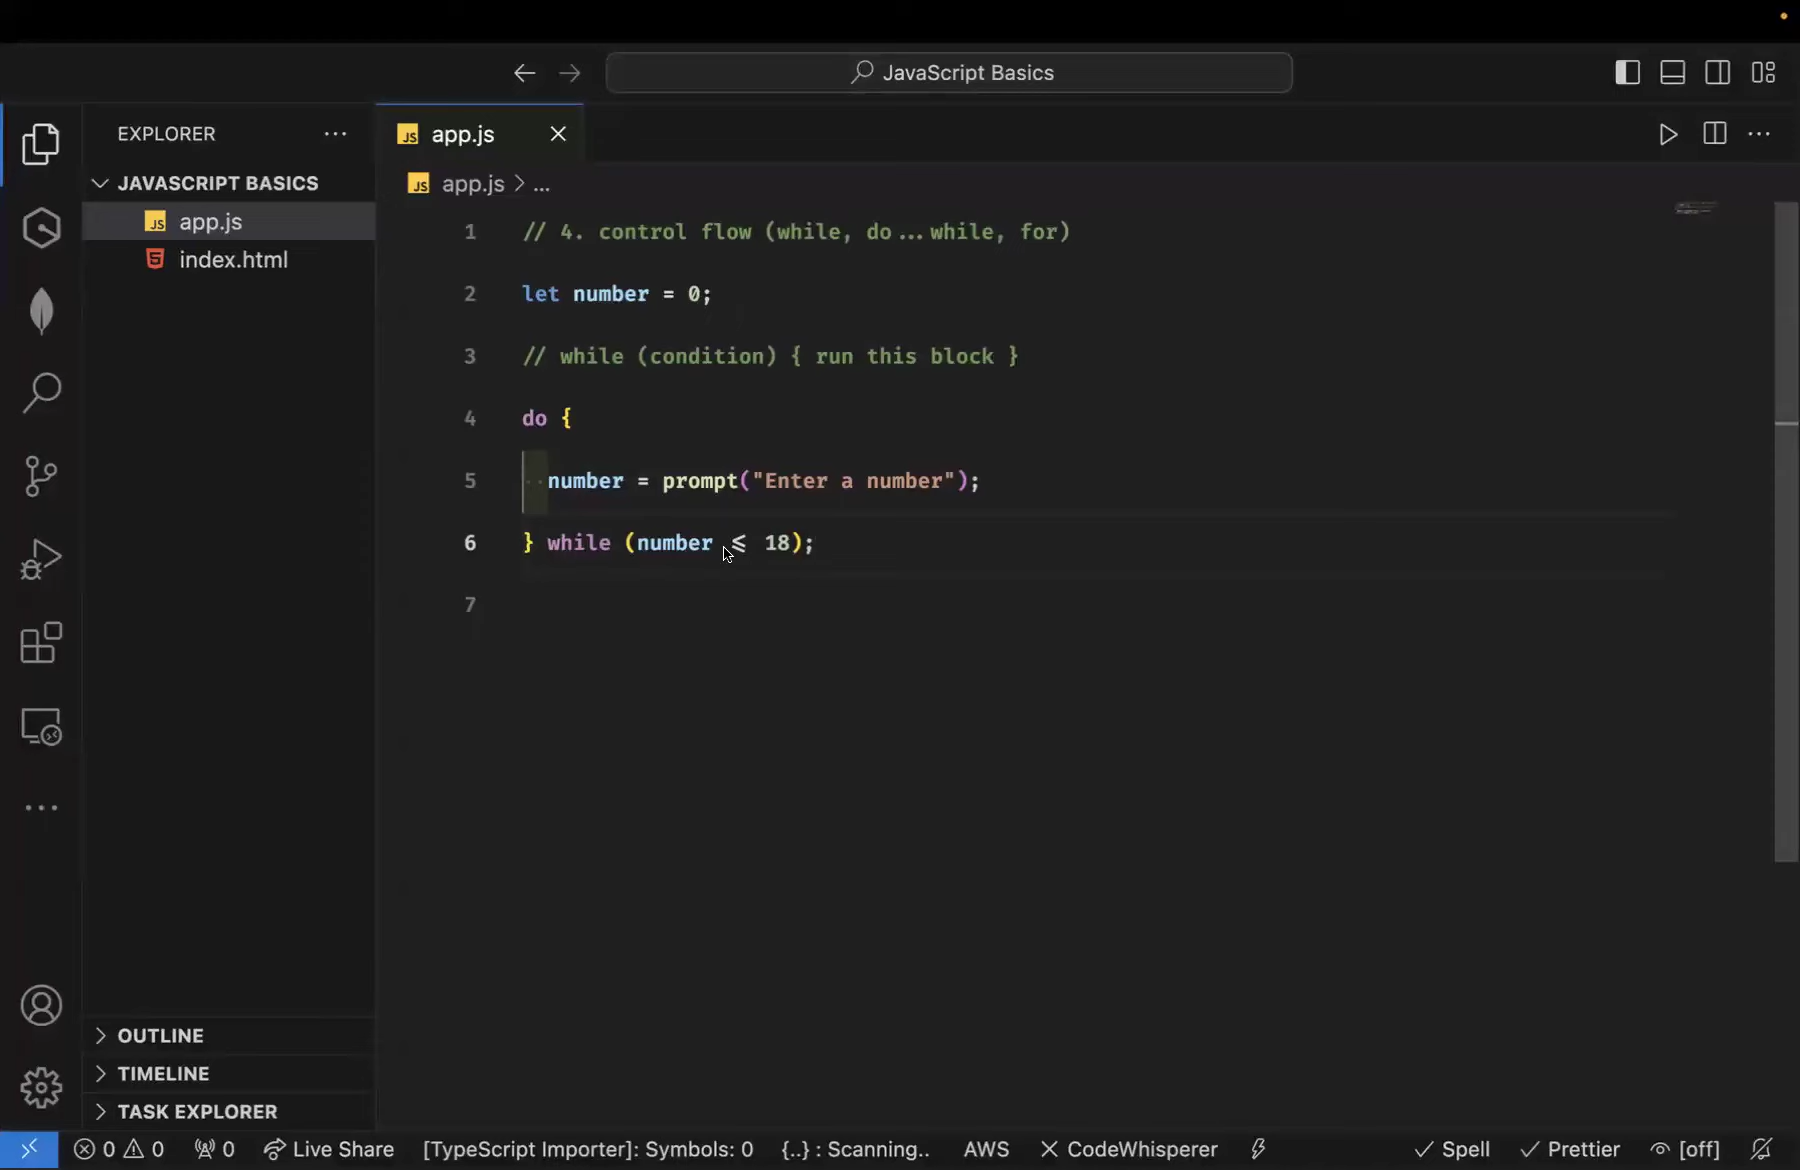 JavaScript Basics
EXPLORER
JS app.js
JAVASCRIPT BASICS
JS app.js > ...
JS app.js
index.html
1 // 4. control flow (while, do...while, for)
2 let number = 0;
3 // while (condition) { run this block }
4 do {
5 number = prompt("Enter a number");
6 } while (number <= 18);
7
OUTLINE
TIMELINE
TASK EXPLORER
0 0 0 Live Share [TypeScript Importer]: Symbols: 0 {..} : Scanning.. AWS CodeWhisperer Spell Prettier [off]